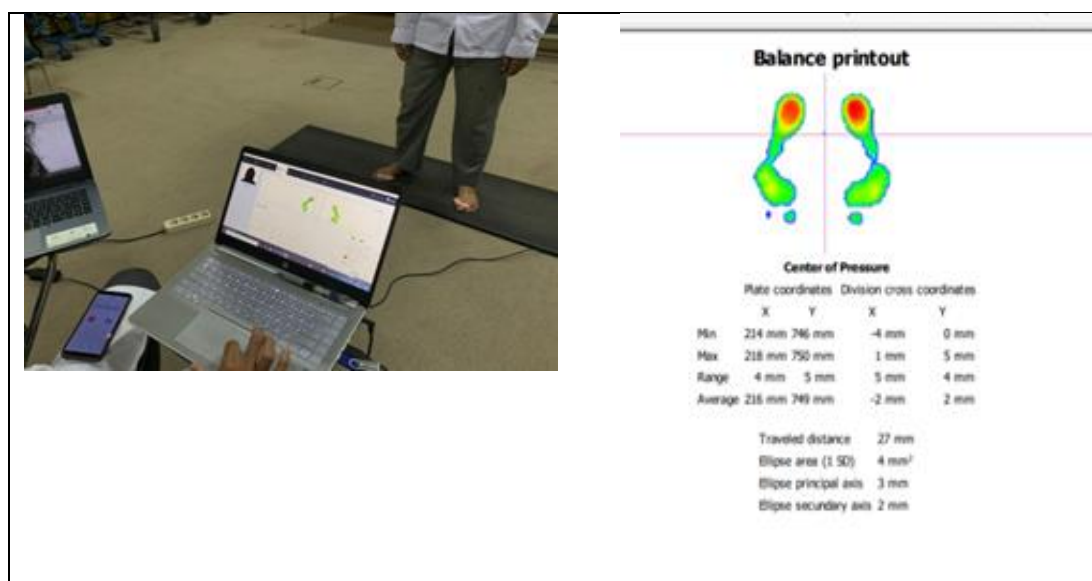 Balance printout
Center of Pressure
Plate coordinates Division cross coordinates
X Y X Y
Min 214 mm 746 mm -4 mm 0 mm
Max 218 mm 750 mm 1 mm 5 mm
Range 4 mm 5 mm 5 mm 4 mm
Average 216 mm 749 mm -2 mm 2 mm
Traveled distance 27 mm
Ellipse area (1 SD) 4 mm²
Ellipse principal axis 3 mm
Ellipse secundary axis 2 mm